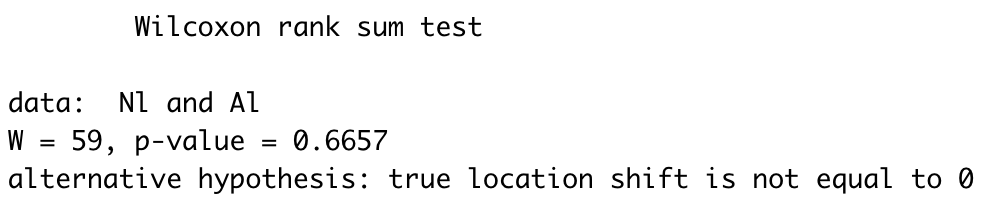 Wilcoxon rank sum test
data:  Nl and Al
W = 59, p-value = 0.6657
alternative hypothesis: true location shift is not equal to 0